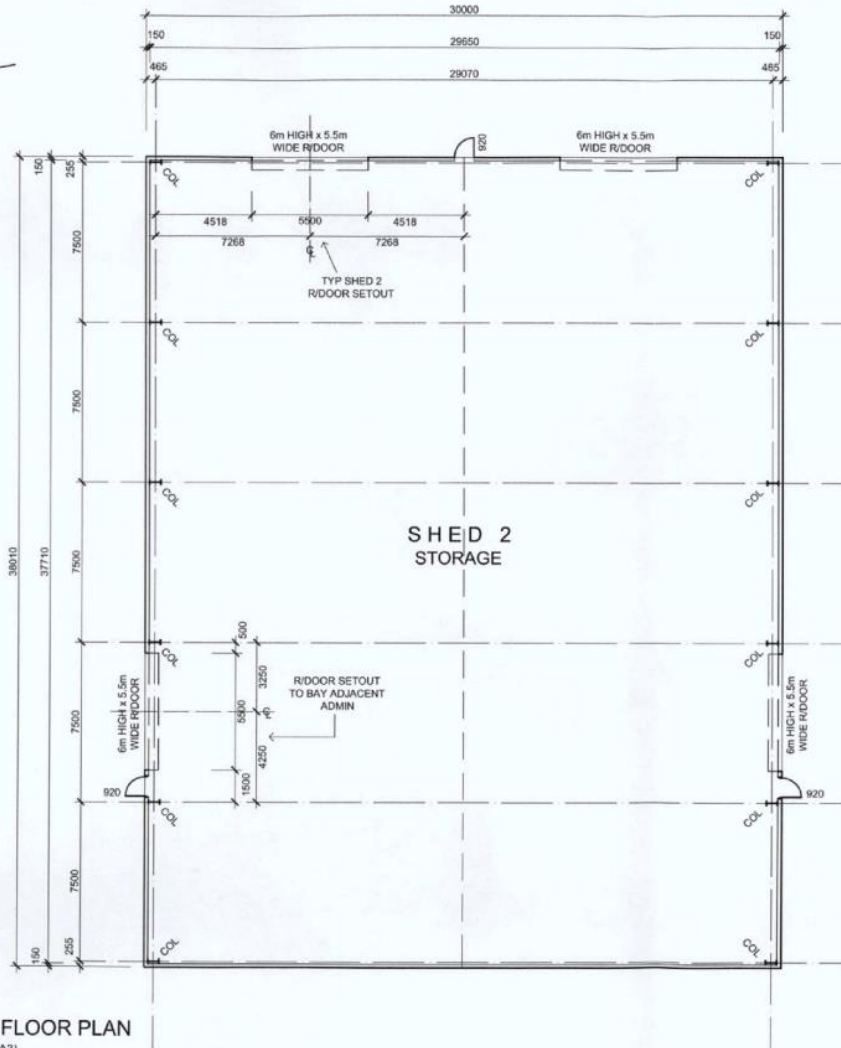 30000
150
29650
150
465
29070
465
6m HIGH x 5.5m
WIDE R/DOOR
920
6m HIGH x 5.5m
WIDE R/DOOR
150
255
COL
COL
4518
5500
4518
7268
7268
7500
TYP SHED 2
R/DOOR SETOUT
COL
COL
7500
COL
COL
SHED 2
STORAGE
38010
37710
7500
500
COL
COL
6m HIGH x 5.5m
WIDE R/DOOR
3250
R/DOOR SETOUT
TO BAY ADJACENT
ADMIN
5500
7500
4250
1500
6m HIGH x 5.5m
WIDE R/DOOR
920
920
COL
COL
7500
COL
COL
255
150
FLOOR PLAN